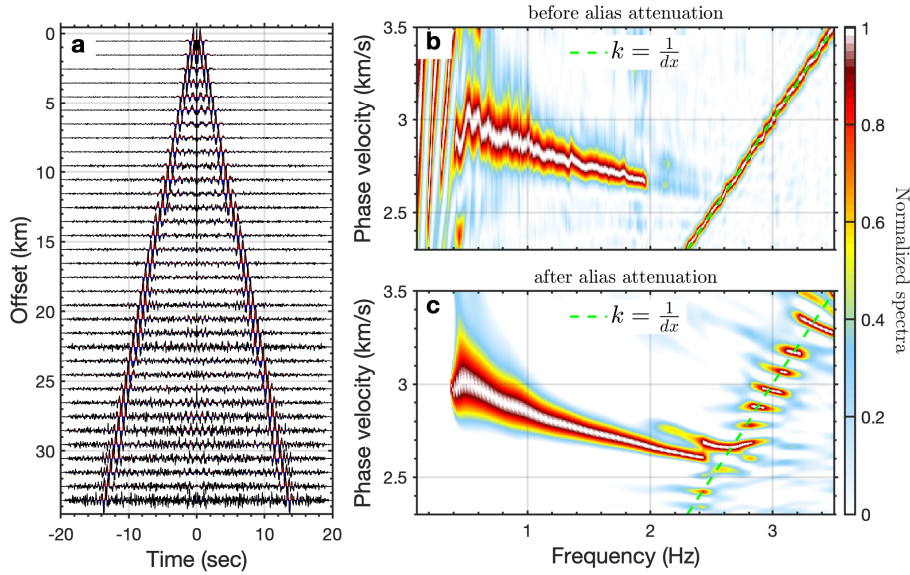 a
Offset (km)
0
5
10
15
20
25
30
-20
-10
0
10
20
Time (sec)
before alias attenuation
b
k = 1/dx
Phase velocity (km/s)
3.5
3
2.5
1
2
3
after alias attenuation
c
k = 1/dx
Phase velocity (km/s)
3.5
3
2.5
1
2
3
Frequency (Hz)
1
0.8
0.6
0.4
0.2
0
Normalized spectra